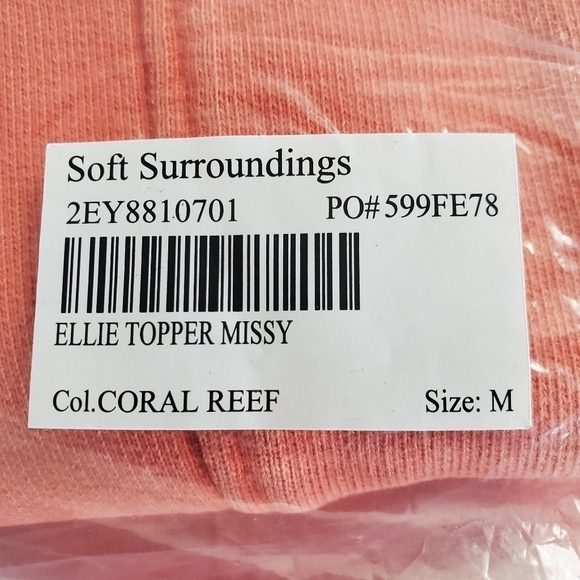 Soft Surroundings
2EY8810701 PO#599FE78
ELLIE TOPPER MISSY
Col.CORAL REEF Size: M